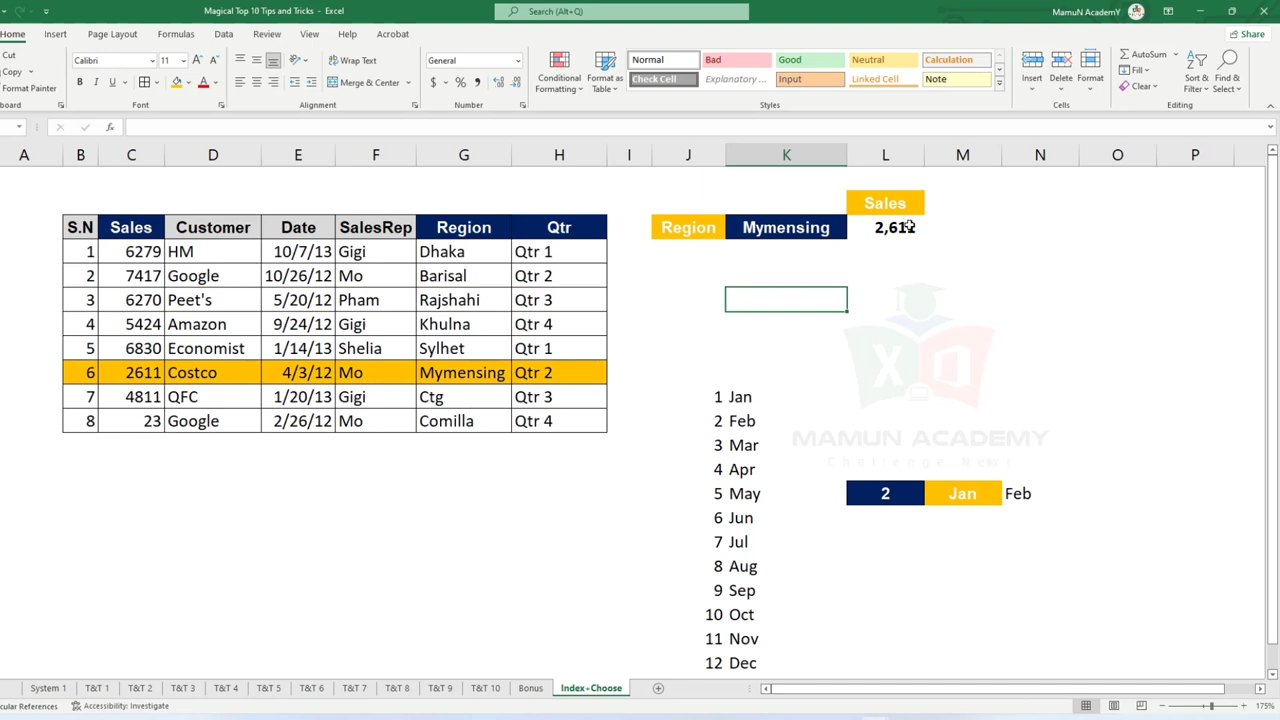 Magical Top 10 Tips and Tricks - Excel
Search (Alt+Q)
MamuN AcademY
Home Insert Page Layout Formulas Data Review View Help Acrobat
Share
Cut
Copy
Format Painter
Calibri 11
Wrap Text
Merge & Center
General
Conditional Formatting
Format as Table
Normal Bad Good Neutral Calculation
Check Cell Explanary ... Input Linked Cell Note
Insert Delete Format
AutoSum
Fill
Clear
Sort & Filter
Find & Select
board Font Alignment Number Styles Cells Editing
fx
A B C D E F G H I J K L M N O P
Sales
S.N Sales Customer Date SalesRep Region Qtr Region Mymensing
1 6279 HM 10/7/13 Gigi Dhaka Qtr 1
2 7417 Google 10/26/12 Mo Barisal Qtr 2
3 6270 Peet's 5/20/12 Pham Rajshahi Qtr 3
4 5424 Amazon 9/24/12 Gigi Khulna Qtr 4
5 6830 Economist 1/14/13 Shelia Sylhet Qtr 1
6 2611 Costco 4/3/12 Mo Mymensing Qtr 2
7 4811 QFC 1/20/13 Gigi Ctg Qtr 3 1 Jan
8 23 Google 2/26/12 Mo Comilla Qtr 4 2 Feb
MAMUN ACADEMY
3 Mar
Challenge Next
4 Apr
5 May 2 Jan Feb
6 Jun
7 Jul
8 Aug
9 Sep
10 Oct
11 Nov
12 Dec
System 1 T&T 1 T&T 2 T&T 3 T&T 4 T&T 5 T&T 6 T&T 7 T&T 8 T&T 9 T&T 10 Bonus Index+Choose
cular References Accessibility: Investigate 175%